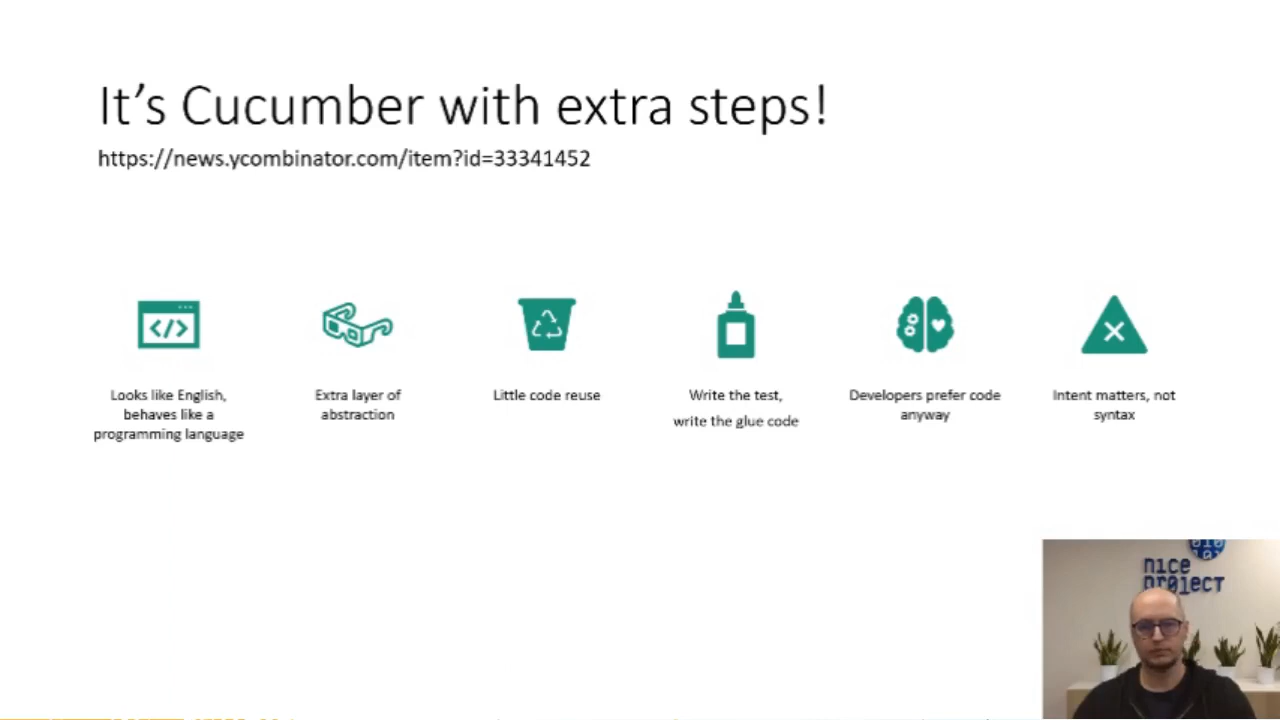 It’s Cucumber with extra steps!
https://news.ycombinator.com/item?id=33341452
Looks like English,
behaves like a
programming language
Extra layer of
abstraction
Little code reuse
Write the test,
write the glue code
Developers prefer code
anyway
Intent matters, not
syntax
nice
pr0ject